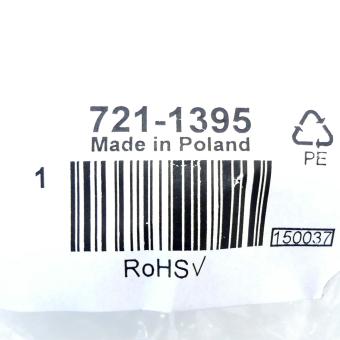 721-1395
Made in Poland
PE
1
150037
RoHS√